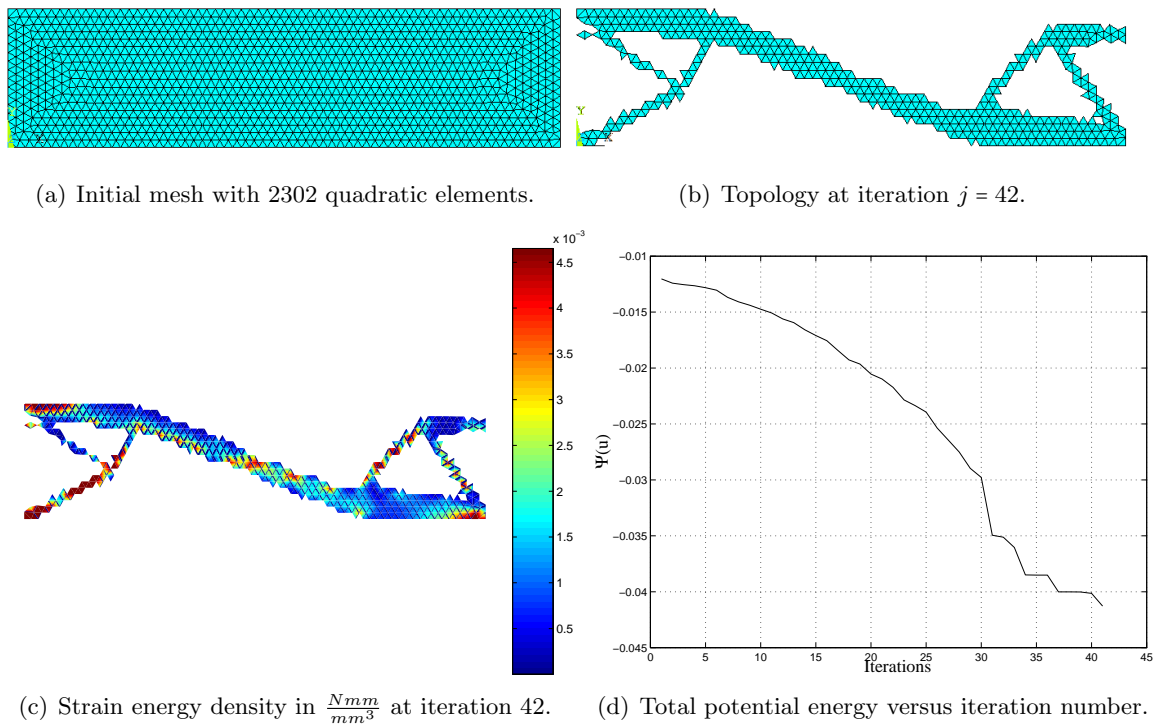 Y
X
(a) Initial mesh with 2302 quadratic elements.
Y
X
(b) Topology at iteration j = 42.
x 10⁻³
4.5
4
3.5
3
2.5
2
1.5
1
0.5
(c) Strain energy density in Nmm/mm³ at iteration 42.
−0.01
−0.015
−0.02
−0.025
−0.03
−0.035
−0.04
−0.045
Ψ(u)
0 5 10 15 20 25 30 35 40 45
Iterations
(d) Total potential energy versus iteration number.